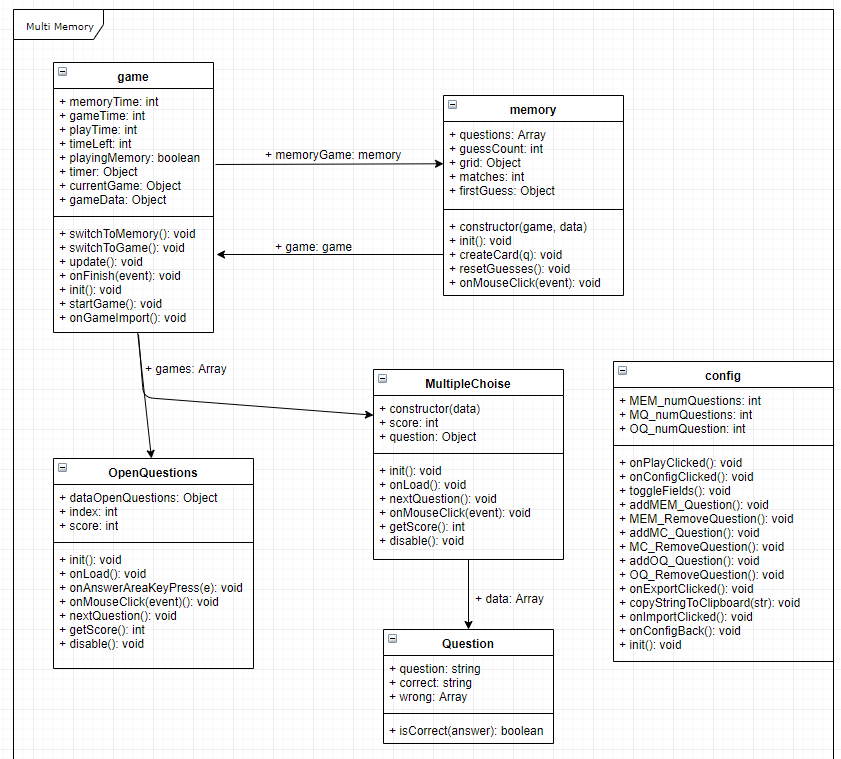 Multi Memory
game
+ memoryTime: int
+ gameTime: int
+ playTime: int
+ timeLeft: int
+ playingMemory: boolean
+ timer: Object
+ currentGame: Object
+ gameData: Object
+ switchToMemory(): void
+ switchToGame(): void
+ update(): void
+ onFinish(event): void
+ init(): void
+ startGame(): void
+ onGameImport(): void
+ memoryGame: memory
+ game: game
memory
+ questions: Array
+ guessCount: int
+ grid: Object
+ matches: int
+ firstGuess: Object
+ constructor(game, data)
+ init(): void
+ createCard(q): void
+ resetGuesses(): void
+ onMouseClick(event): void
+ games: Array
OpenQuestions
+ dataOpenQuestions: Object
+ index: int
+ score: int
+ init(): void
+ onLoad(): void
+ onAnswerAreaKeyPress(e): void
+ onMouseClick(event)(): void
+ nextQuestion(): void
+ getScore(): int
+ disable(): void
MultipleChoise
+ constructor(data)
+ score: int
+ question: Object
+ init(): void
+ onLoad(): void
+ nextQuestion(): void
+ onMouseClick(event): void
+ getScore(): int
+ disable(): void
+ data: Array
Question
+ question: string
+ correct: string
+ wrong: Array
+ isCorrect(answer): boolean
config
+ MEM_numQuestions: int
+ MQ_numQuestions: int
+ OQ_numQuestion: int
+ onPlayClicked(): void
+ onConfigClicked(): void
+ toggleFields(): void
+ addMEM_Question(): void
+ MEM_RemoveQuestion(): void
+ addMC_Question(): void
+ MC_RemoveQuestion(): void
+ addOQ_Question(): void
+ OQ_RemoveQuestion(): void
+ onExportClicked(): void
+ copyStringToClipboard(str): void
+ onImportClicked(): void
+ onConfigBack(): void
+ init(): void